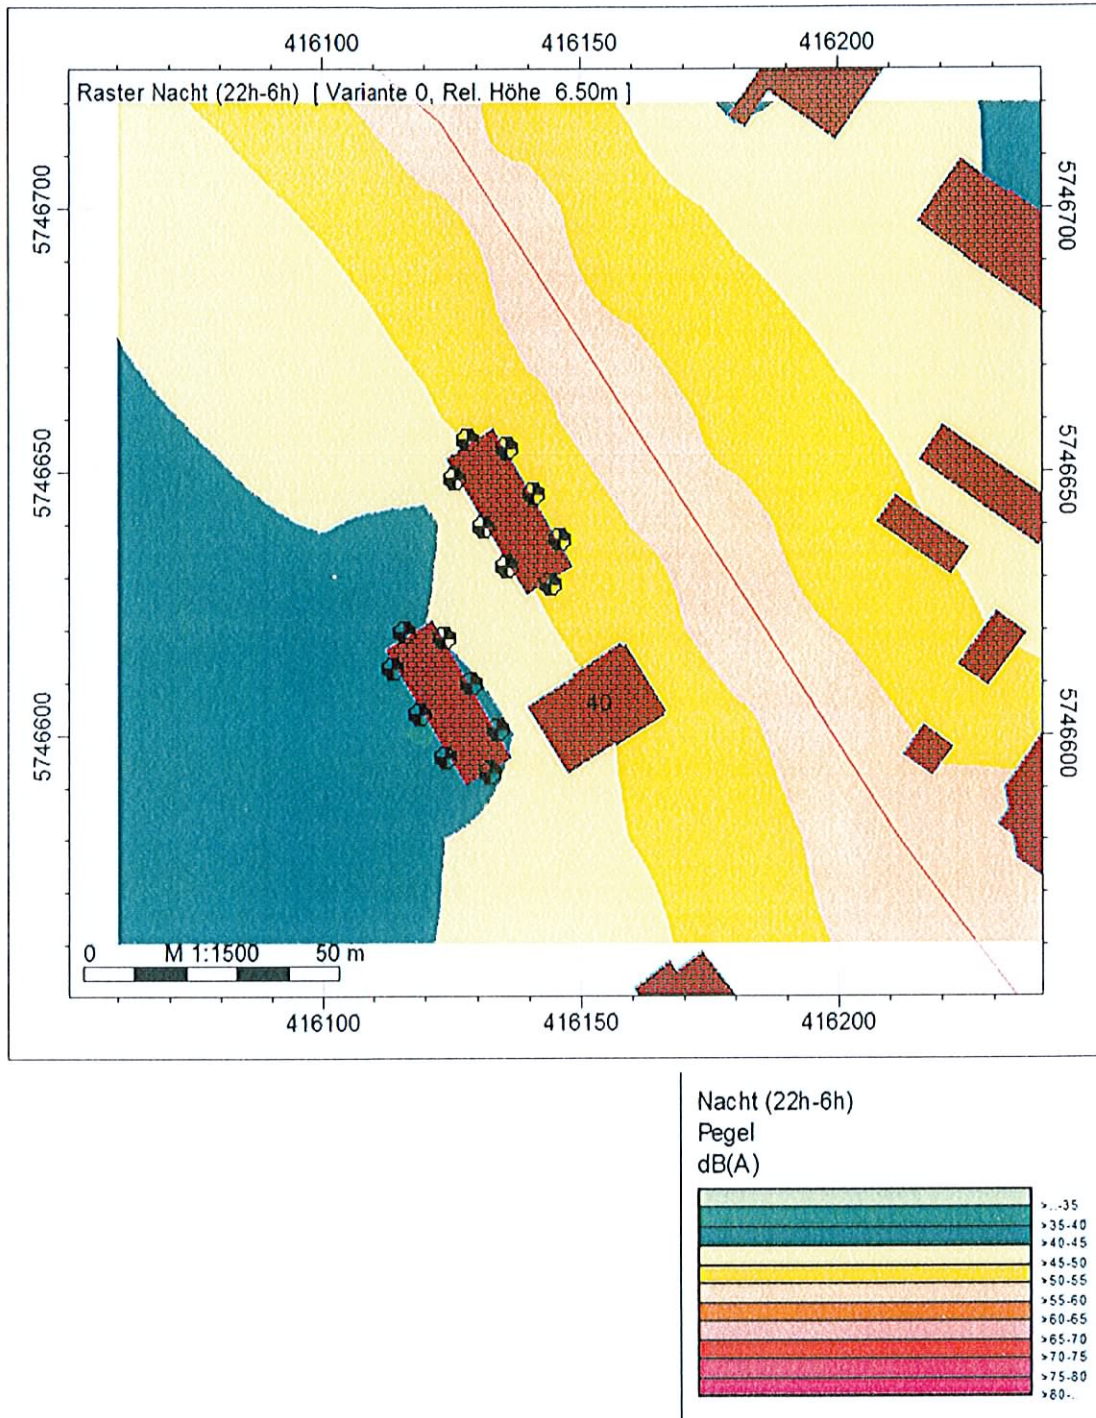 416100 416150 416200
Raster Nacht (22h-6h) [ Variante 0, Rel. Höhe 6.50m ]
5746700
5746700
5746650
5746650
40
5746600
5746600
0 M 1:1500 50 m
416100 416150 416200
Nacht (22h-6h)
Pegel
dB(A)
>..-35
>35-40
>40-45
>45-50
>50-55
>55-60
>60-65
>65-70
>70-75
>75-80
>80-.